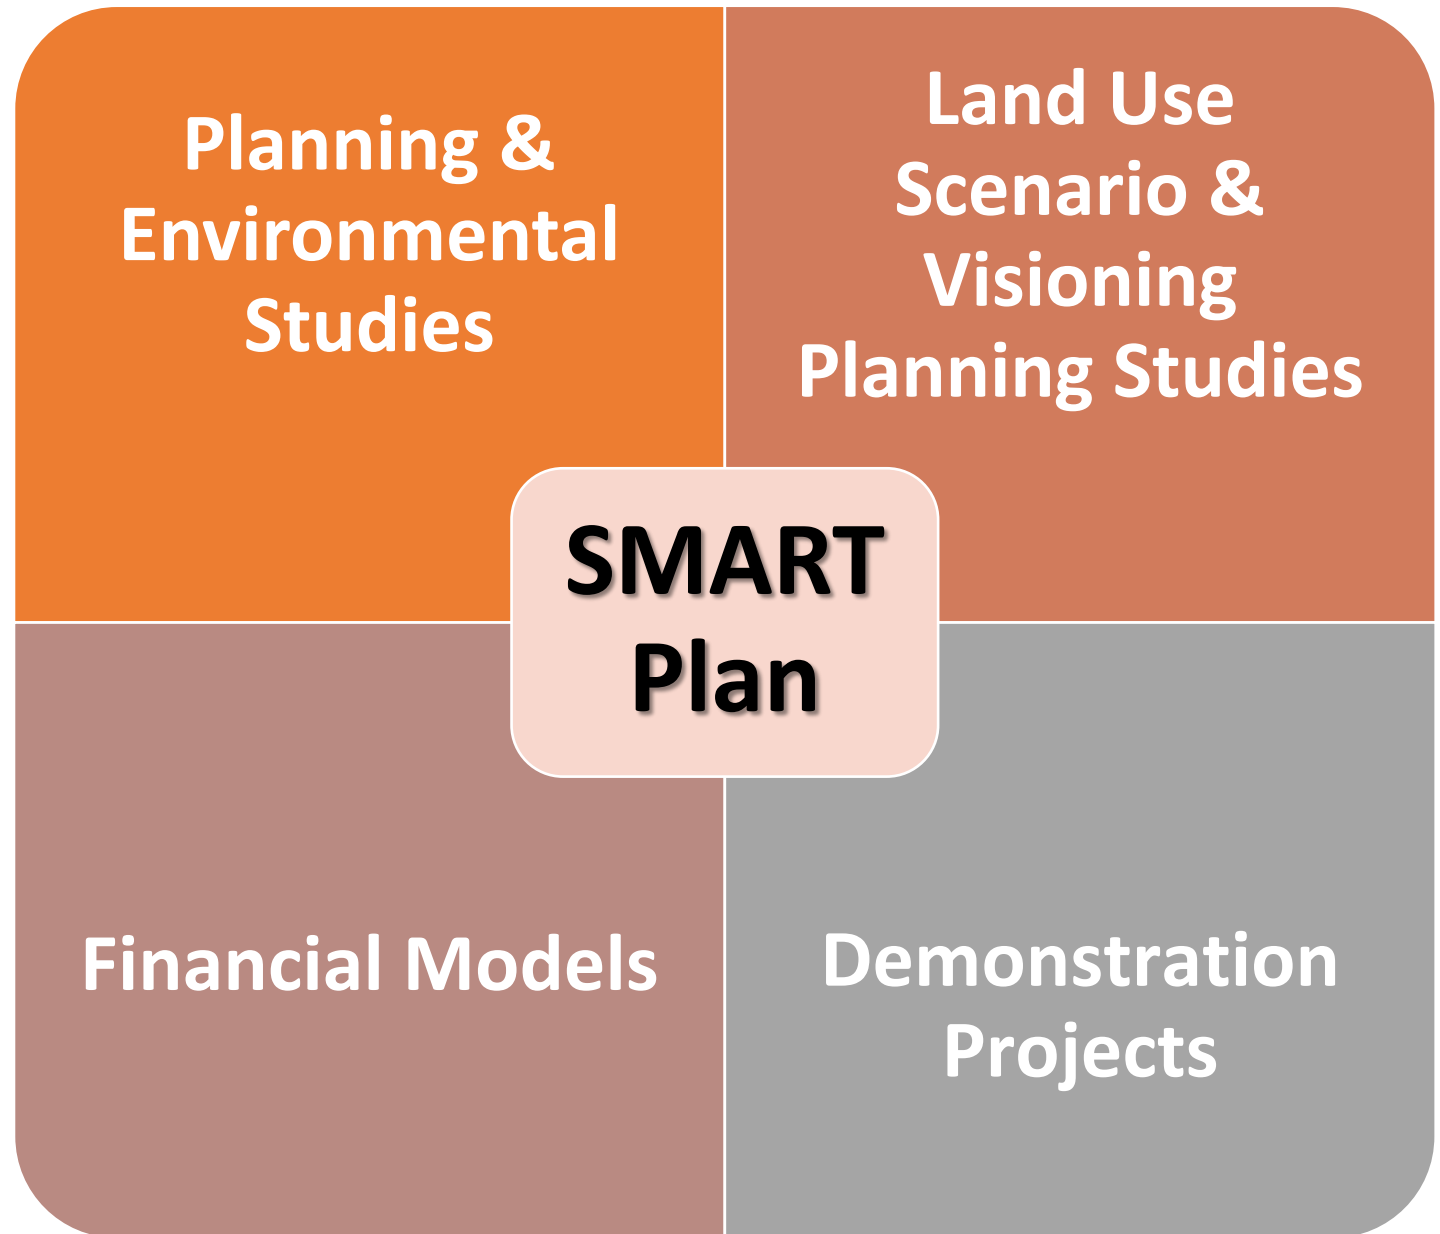 Planning &
Environmental
Studies
Land Use
Scenario &
Visioning
Planning Studies
SMART
Plan
Financial Models
Demonstration
Projects